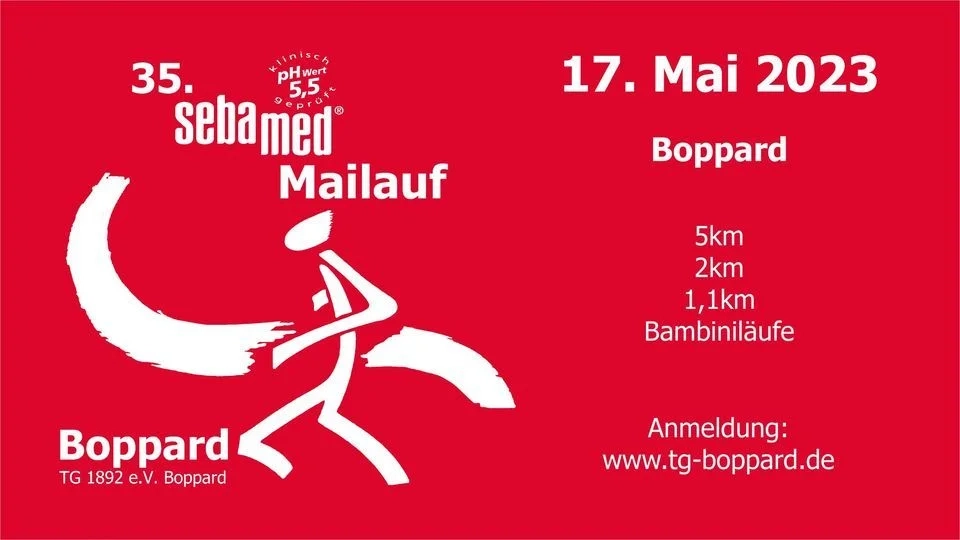 35.
klinisch
pH Wert
5,5
geprüft
sebamed®
Mailauf
Boppard
TG 1892 e.V. Boppard
17. Mai 2023
Boppard
5km
2km
1,1km
Bambiniläufe
Anmeldung:
www.tg-boppard.de